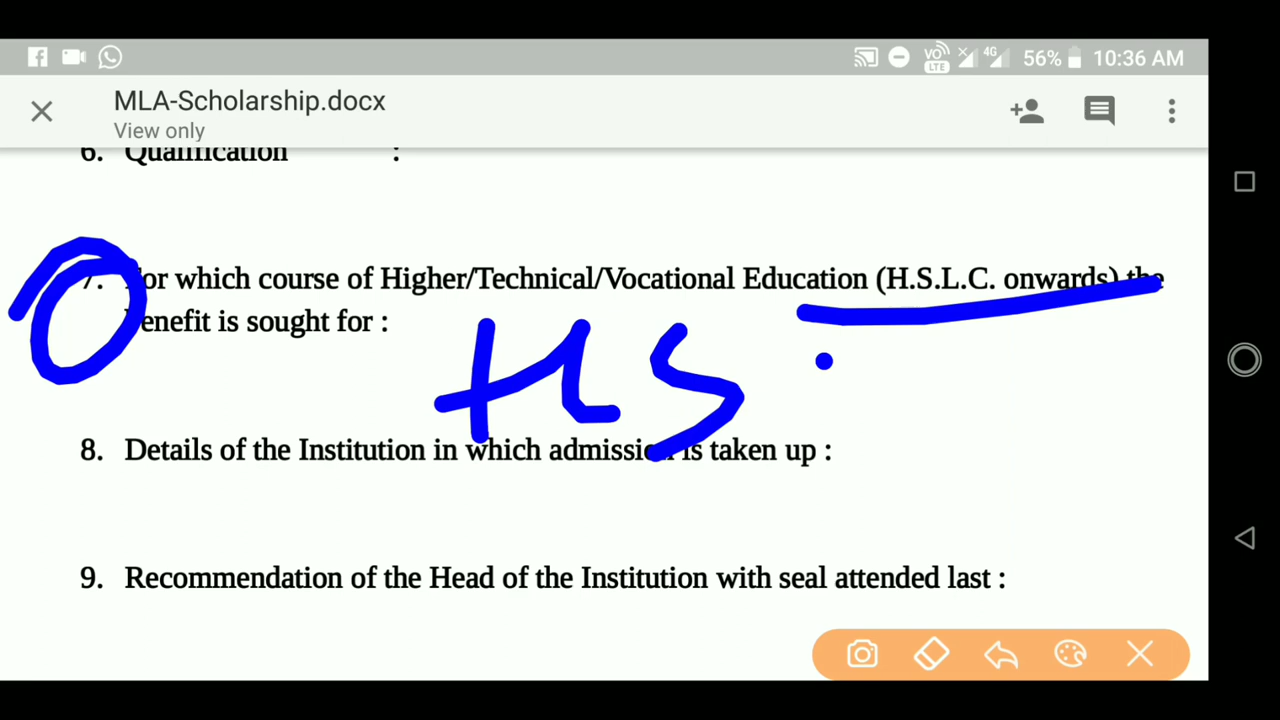 56% 10:36 AM
MLA-Scholarship.docx
View only
6. Qualification :
7. For which course of Higher/Technical/Vocational Education (H.S.L.C. onwards) the
benefit is sought for :
HS
8. Details of the Institution in which admission is taken up :
9. Recommendation of the Head of the Institution with seal attended last :